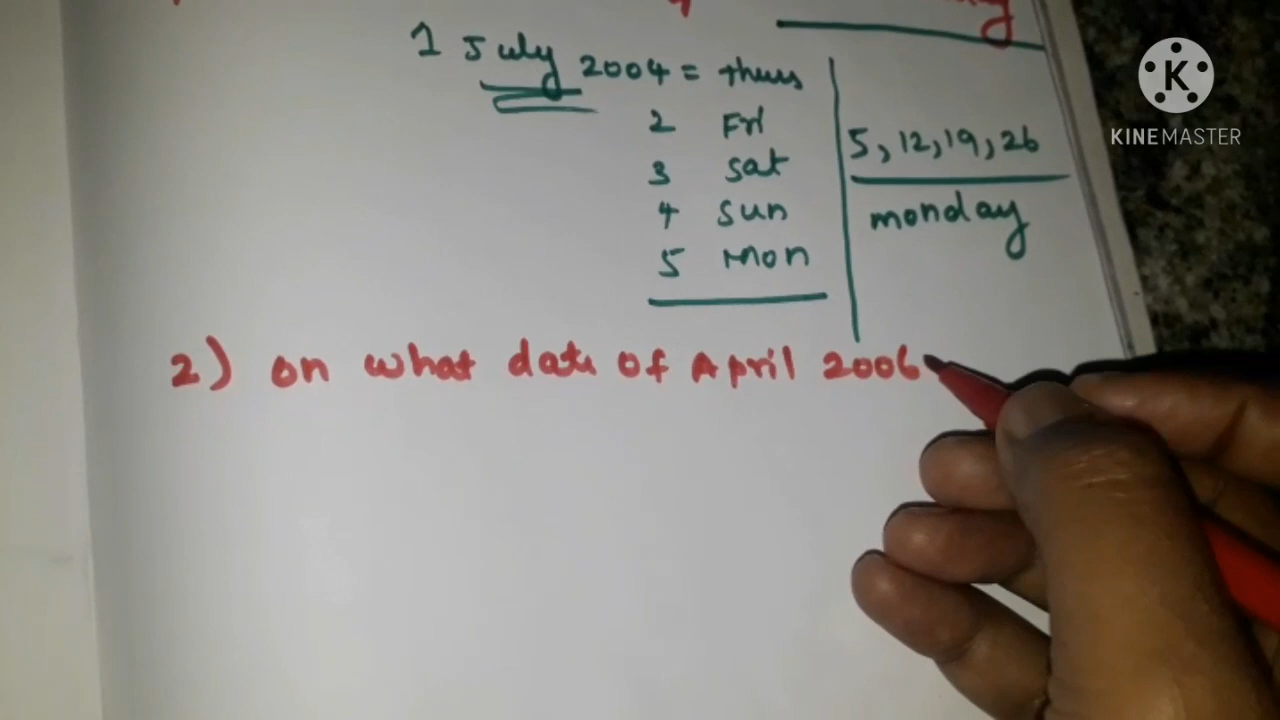 1 July 2004 = thurs
2 Fri
3 sat
4 sun
5 mon
5, 12, 19, 26
monday
2) on what date of April 2006
K
KINEMASTER